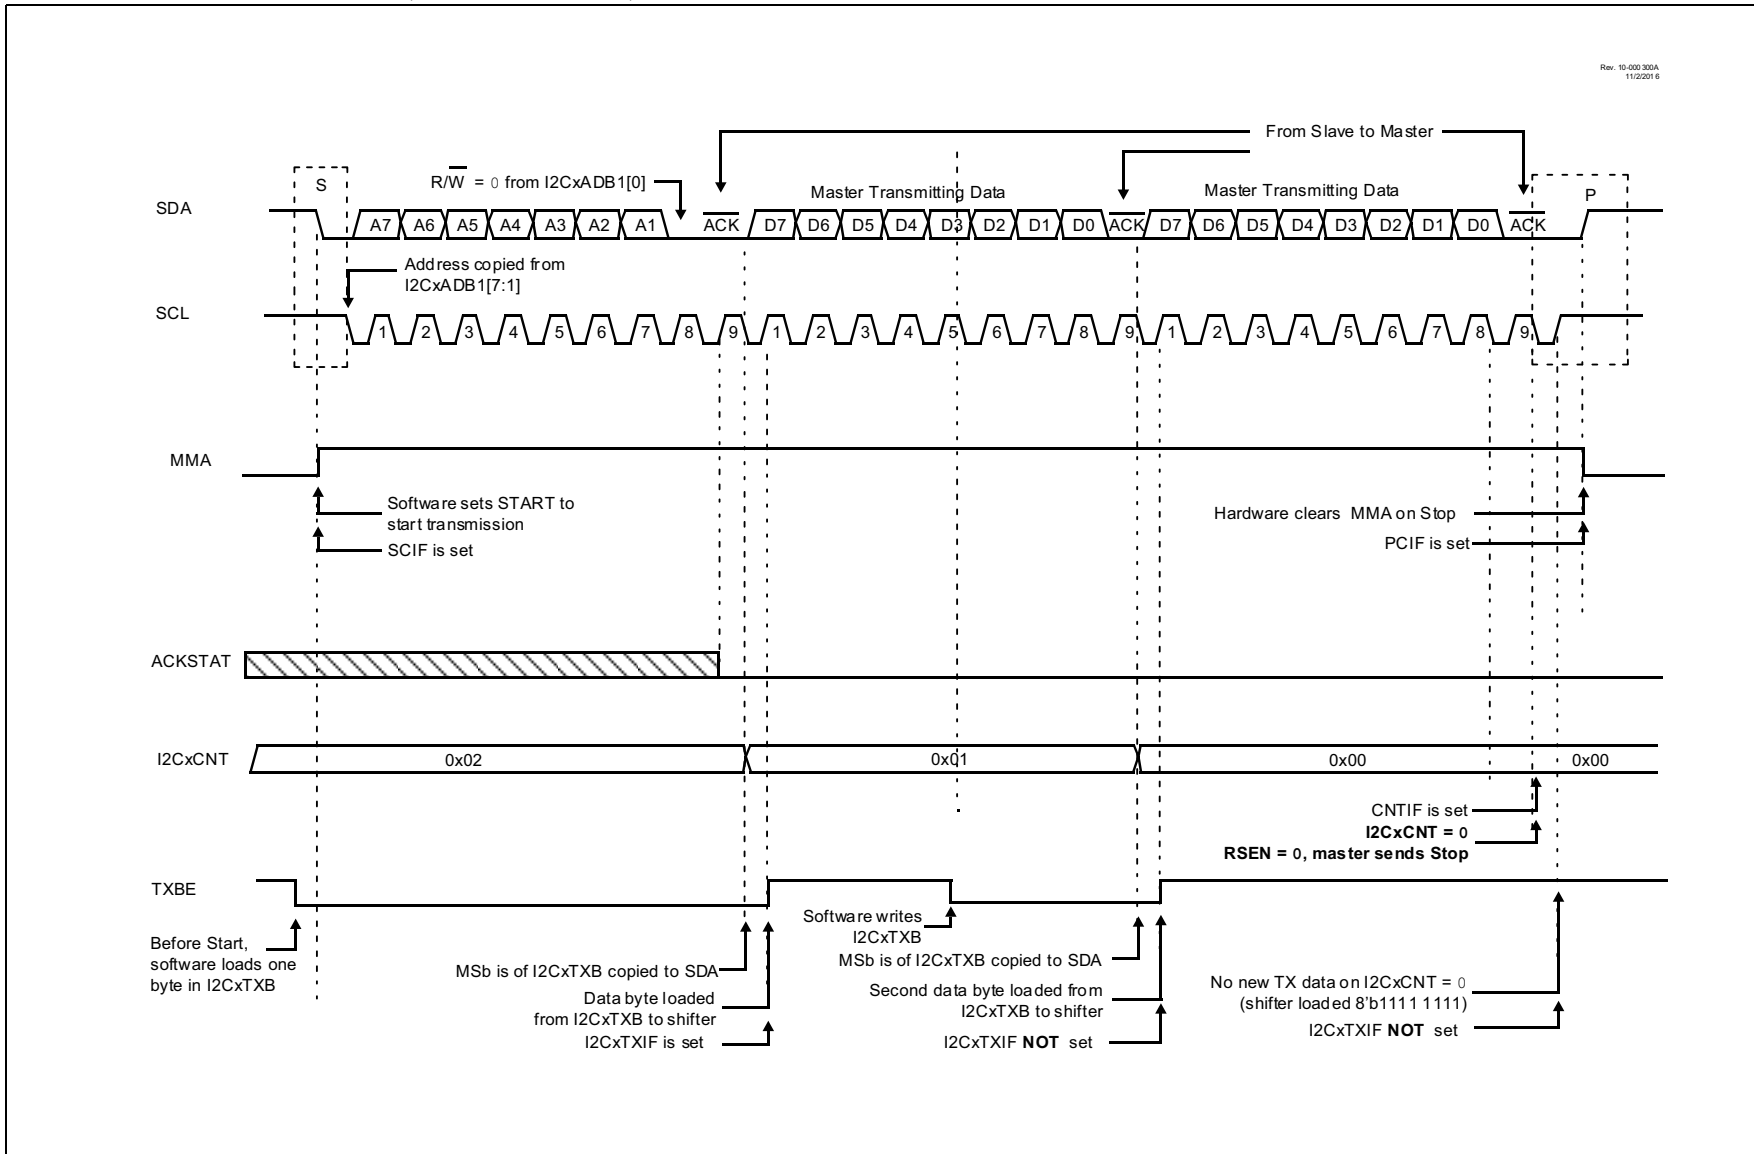 Rev. 10-000300A
11/2/2016
From Slave to Master
S
R/W = 0 from I2CxADB1[0]
Master Transmitting Data
Master Transmitting Data
P
SDA
A7 A6 A5 A4 A3 A2 A1 ACK D7 D6 D5 D4 D3 D2 D1 D0 ACK D7 D6 D5 D4 D3 D2 D1 D0 ACK
Address copied from
I2CxADB1[7:1]
SCL
1 2 3 4 5 6 7 8 9 1 2 3 4 5 6 7 8 9 1 2 3 4 5 6 7 8 9
MMA
Software sets START to
start transmission
SCIF is set
Hardware clears MMA on Stop
PCIF is set
ACKSTAT
I2CxCNT
0x02 0x01 0x00 0x00
CNTIF is set
I2CxCNT = 0
RSEN = 0, master sends Stop
TXBE
Before Start,
software loads one
byte in I2CxTXB
MSb is of I2CxTXB copied to SDA
Data byte loaded
from I2CxTXB to shifter
I2CxTXIF is set
Software writes
I2CxTXB
MSb is of I2CxTXB copied to SDA
Second data byte loaded from
I2CxTXB to shifter
I2CxTXIF NOT set
No new TX data on I2CxCNT = 0
(shifter loaded 8'b1111 1111)
I2CxTXIF NOT set